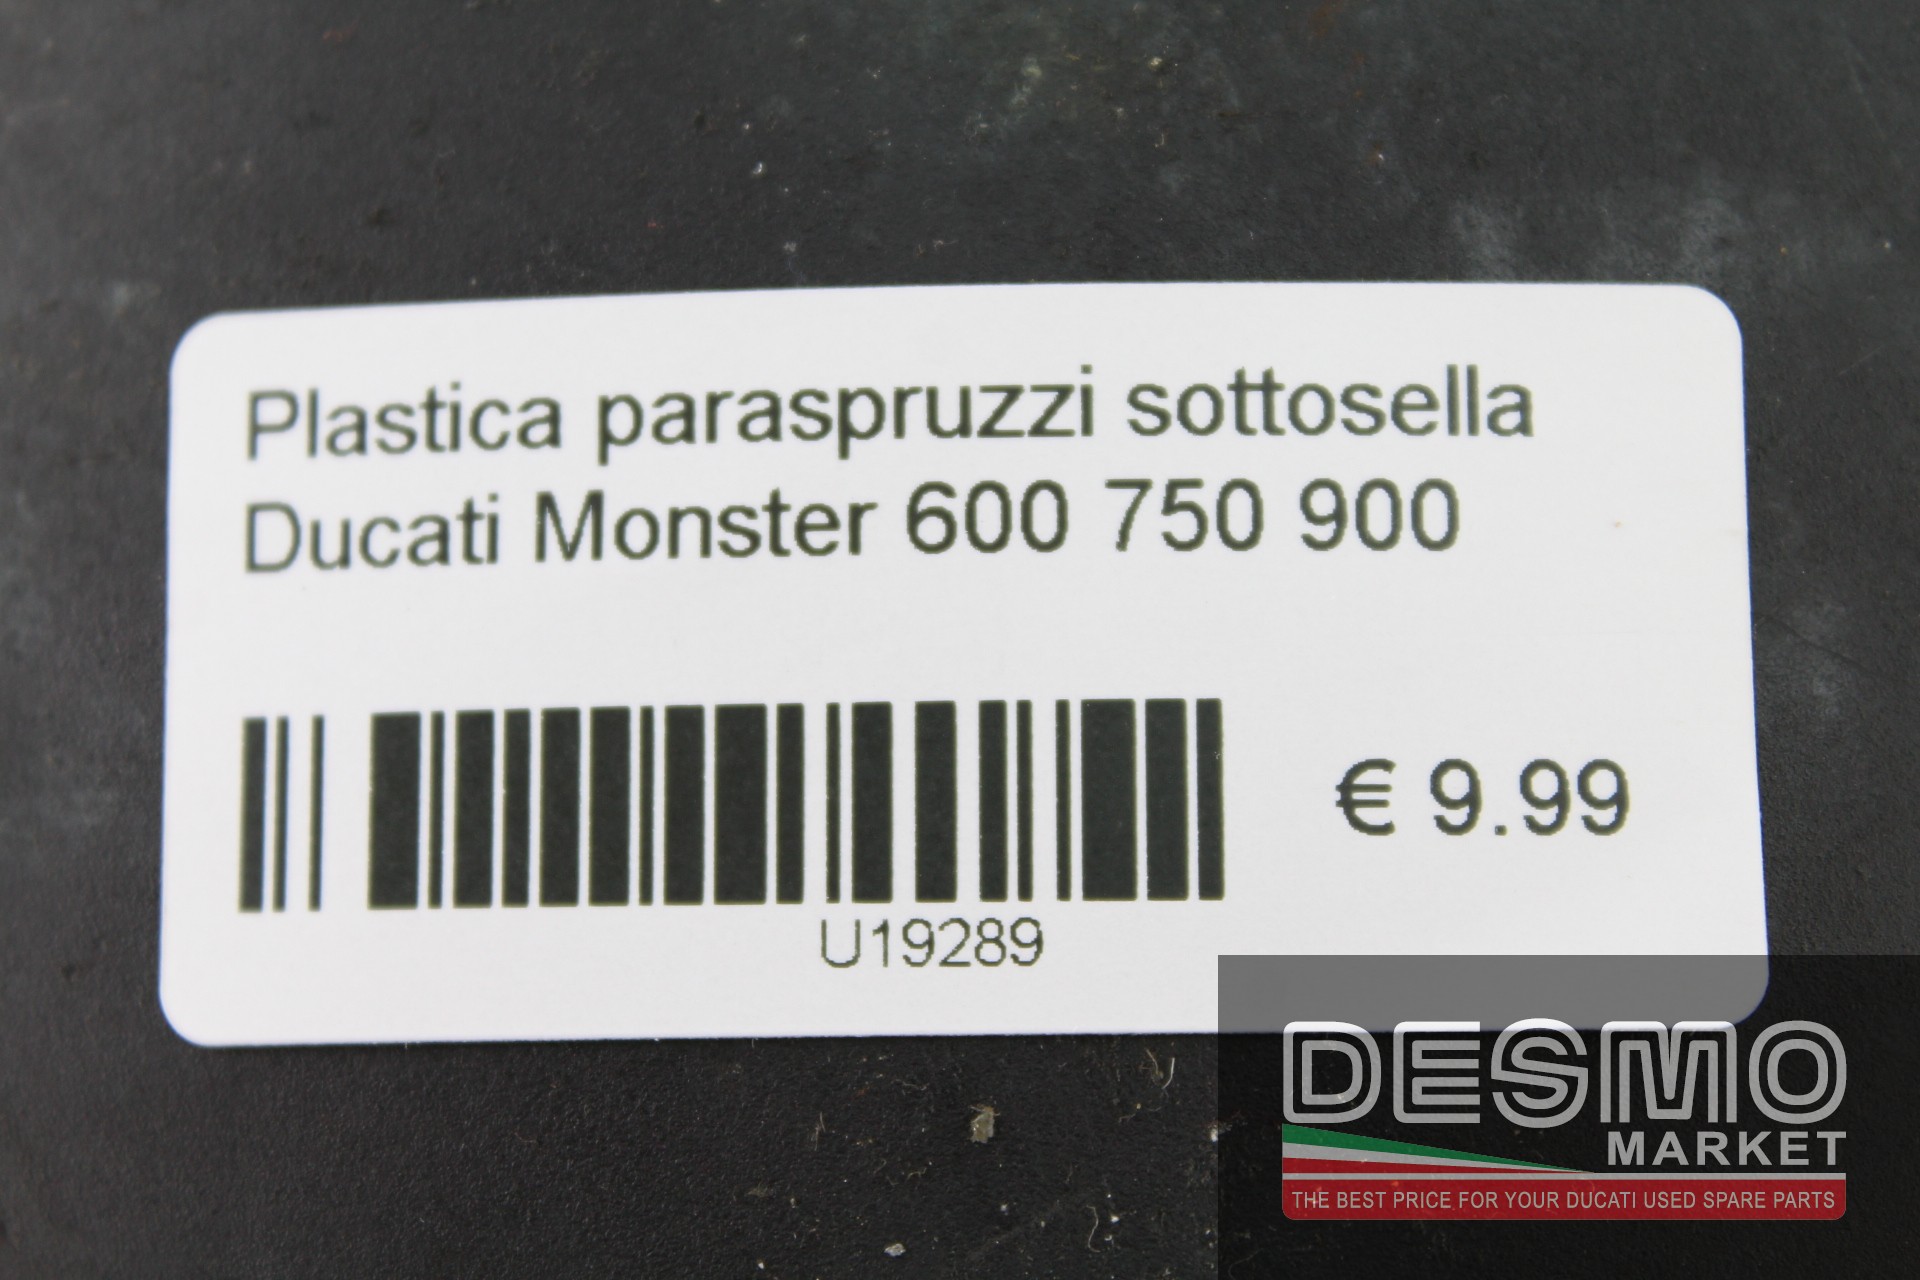 Plastica paraspruzzi sottosella
Ducati Monster 600 750 900
€ 9.99
U19289
DESMO
MARKET
THE BEST PRICE FOR YOUR DUCATI USED SPARE PARTS